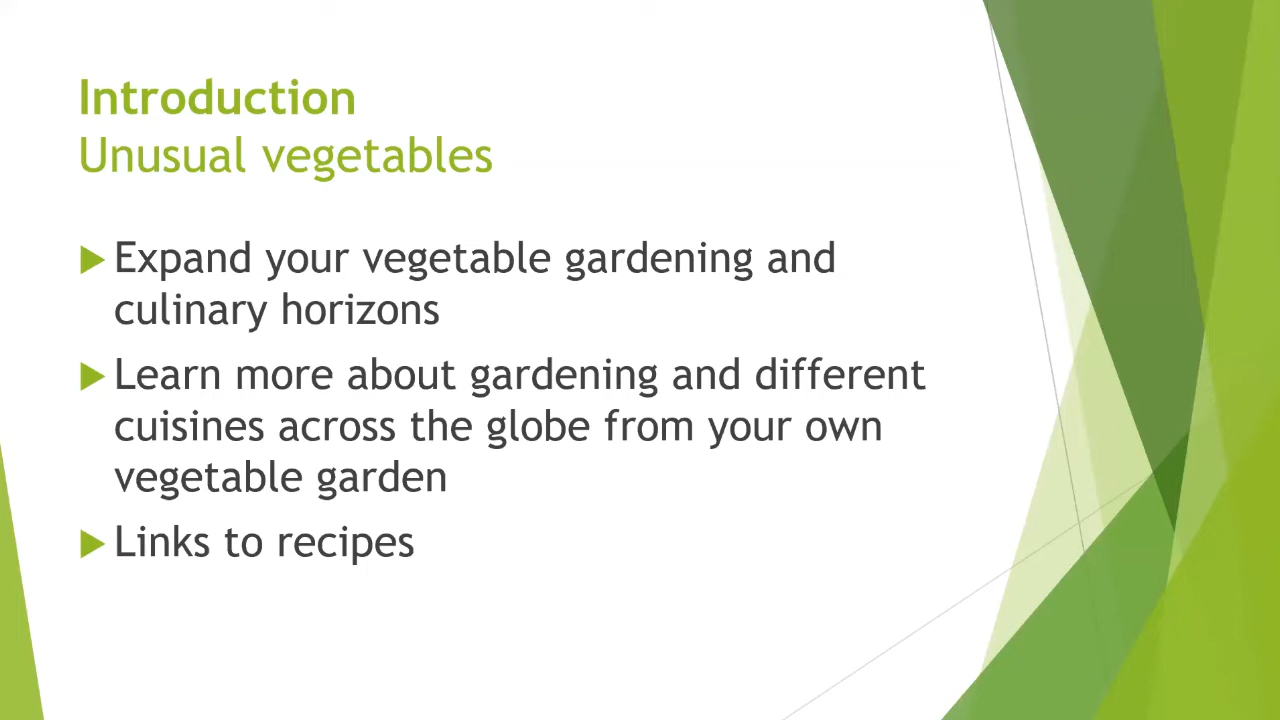 Introduction
Unusual vegetables
Expand your vegetable gardening and
culinary horizons
Learn more about gardening and different
cuisines across the globe from your own
vegetable garden
Links to recipes